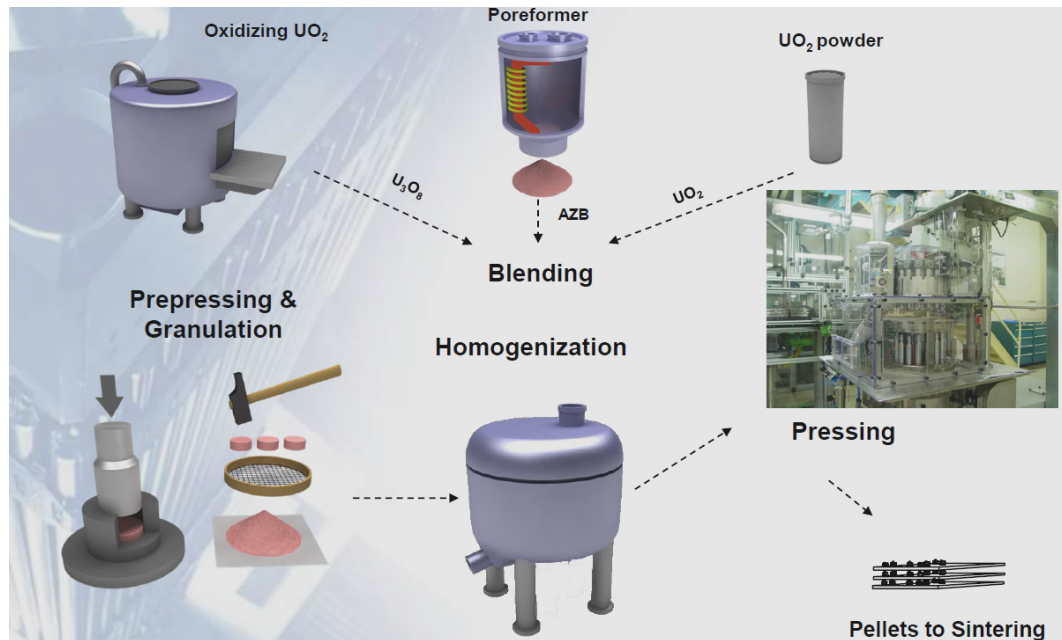 Oxidizing UO₂
Poreformer
UO₂ powder
U₃O₈
AZB
UO₂
Blending
Prepressing &
Granulation
Homogenization
Pressing
Pellets to Sintering